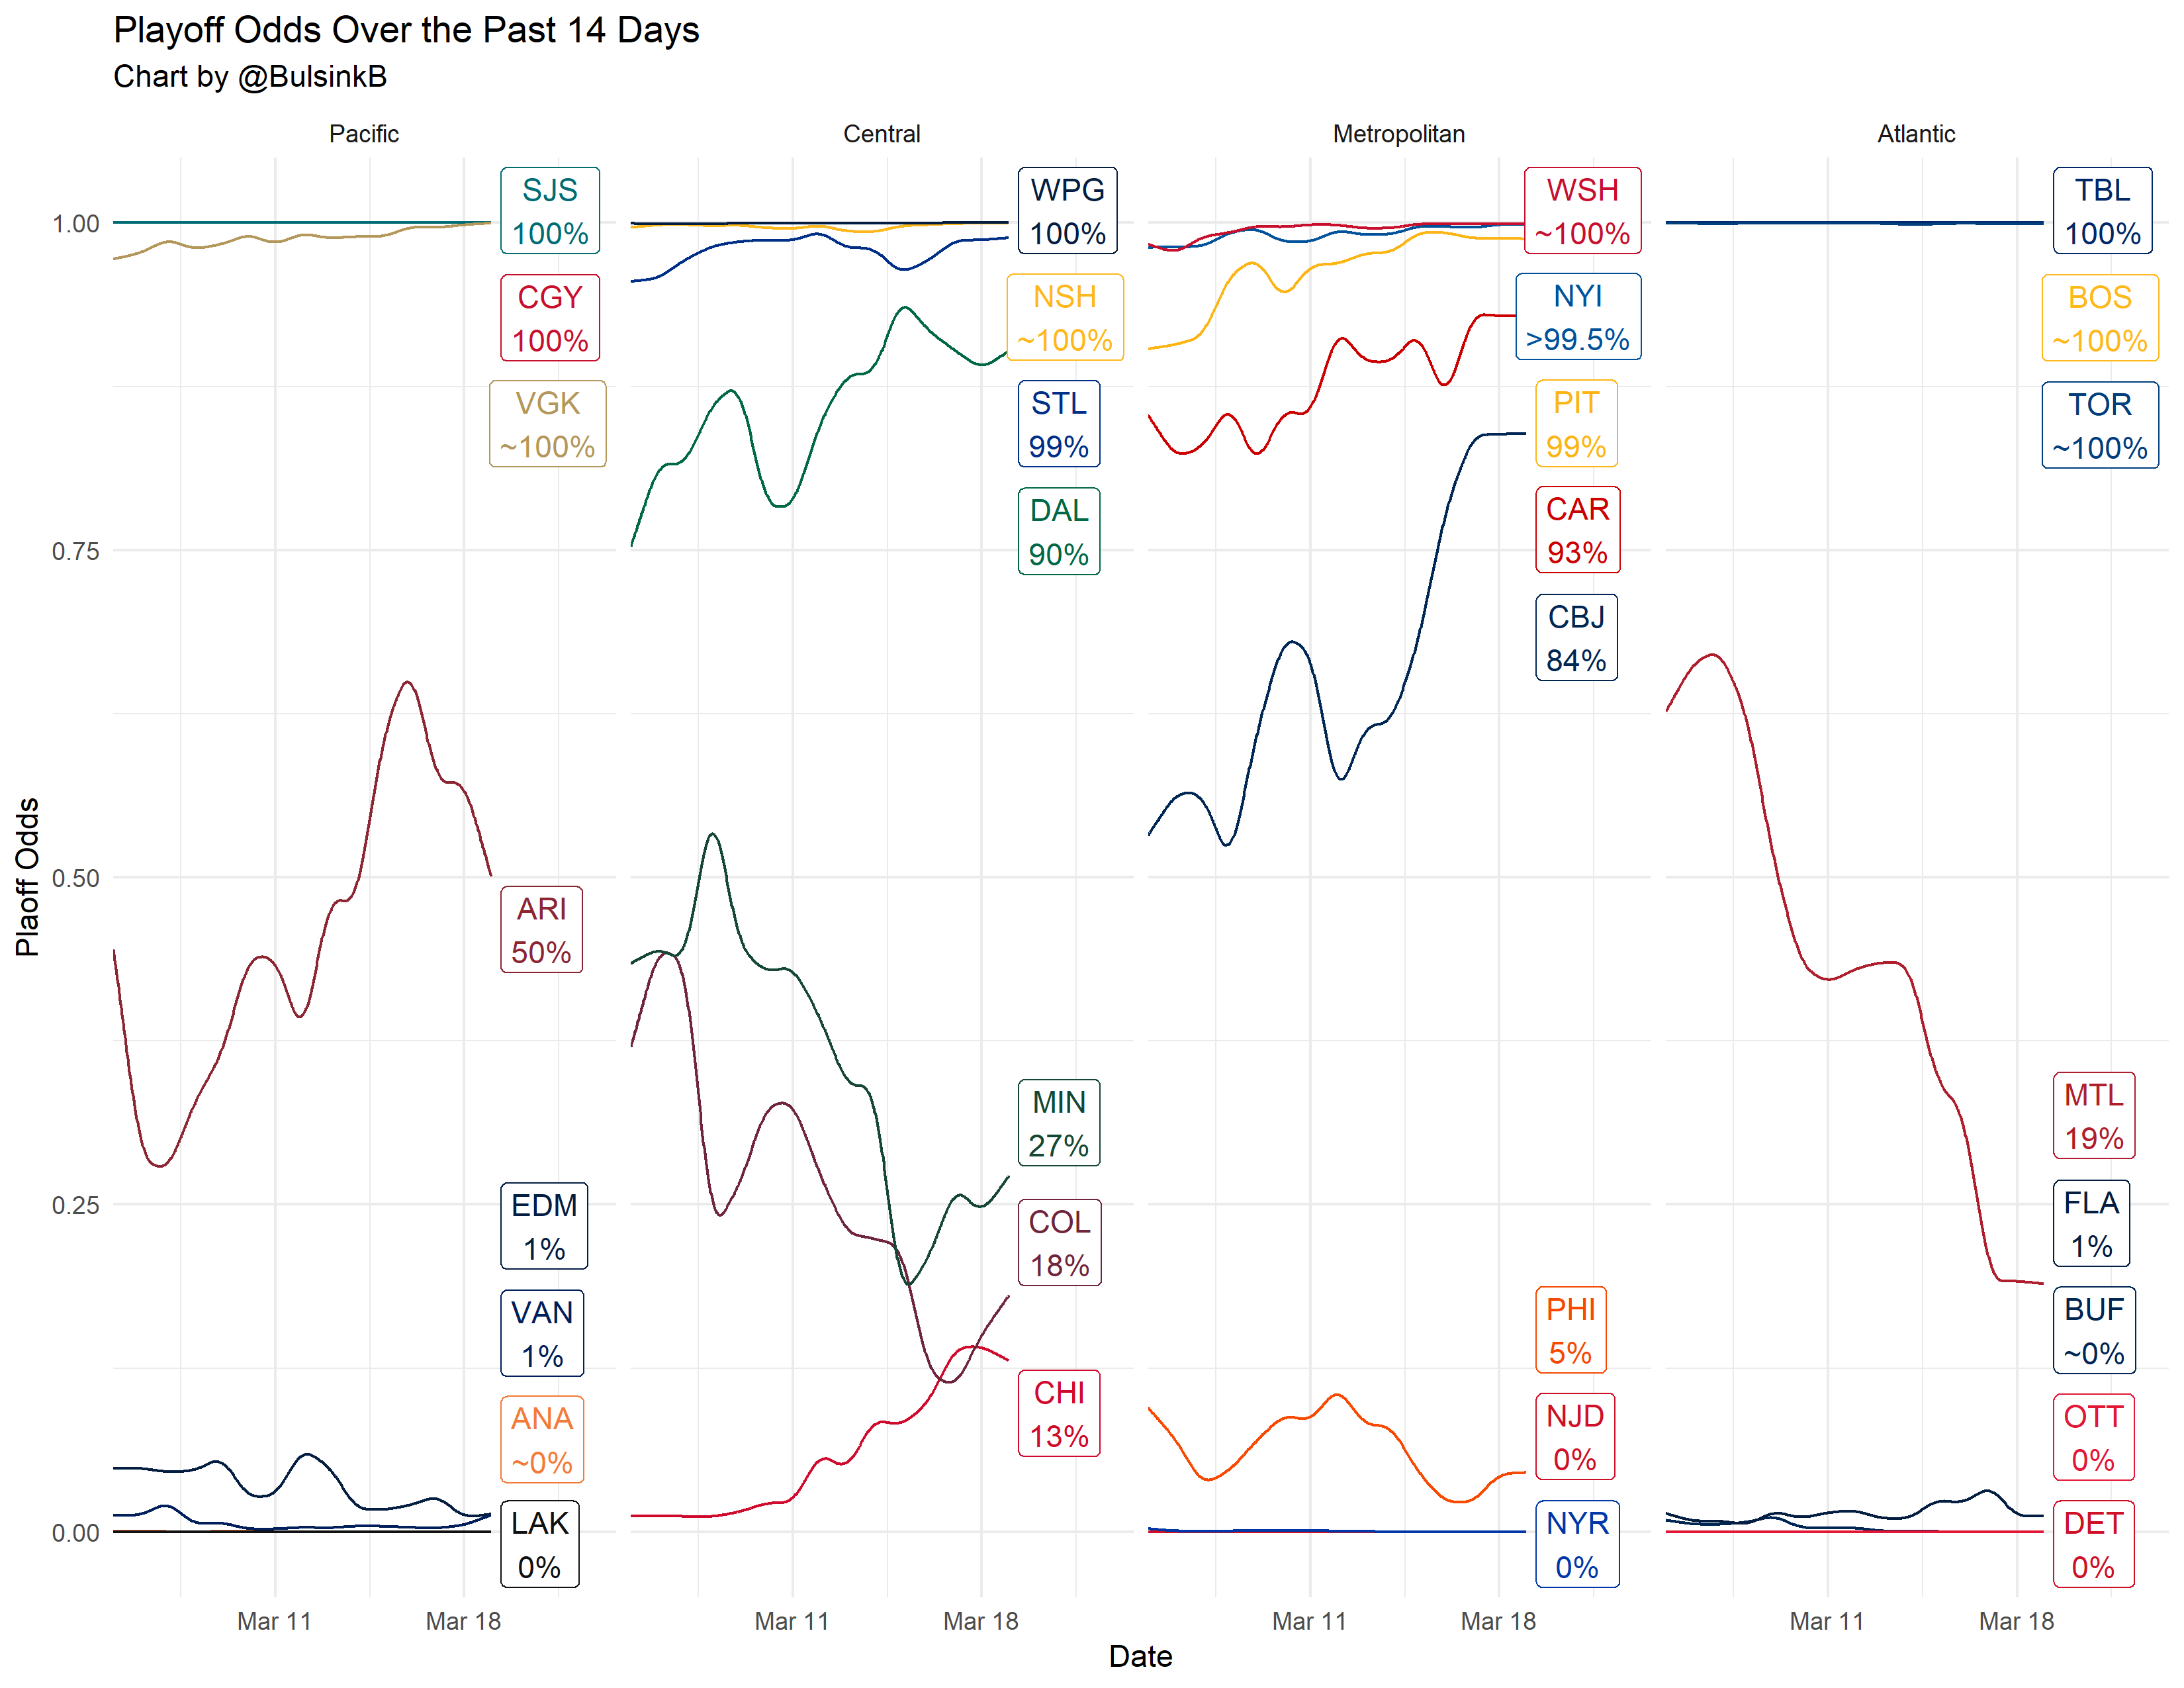 Playoff Odds Over the Past 14 Days
Chart by @BulsinkB
Pacific
Central
Metropolitan
Atlantic
Plaoff Odds
1.00
0.75
0.50
0.25
0.00
SJS
100%
CGY
100%
VGK
~100%
ARI
50%
EDM
1%
VAN
1%
ANA
~0%
LAK
0%
WPG
100%
NSH
~100%
STL
99%
DAL
90%
MIN
27%
COL
18%
CHI
13%
WSH
~100%
NYI
>99.5%
PIT
99%
CAR
93%
CBJ
84%
PHI
5%
NJD
0%
NYR
0%
TBL
100%
BOS
~100%
TOR
~100%
MTL
19%
FLA
1%
BUF
~0%
OTT
0%
DET
0%
Mar 11
Mar 18
Mar 11
Mar 18
Mar 11
Mar 18
Mar 11
Mar 18
Date